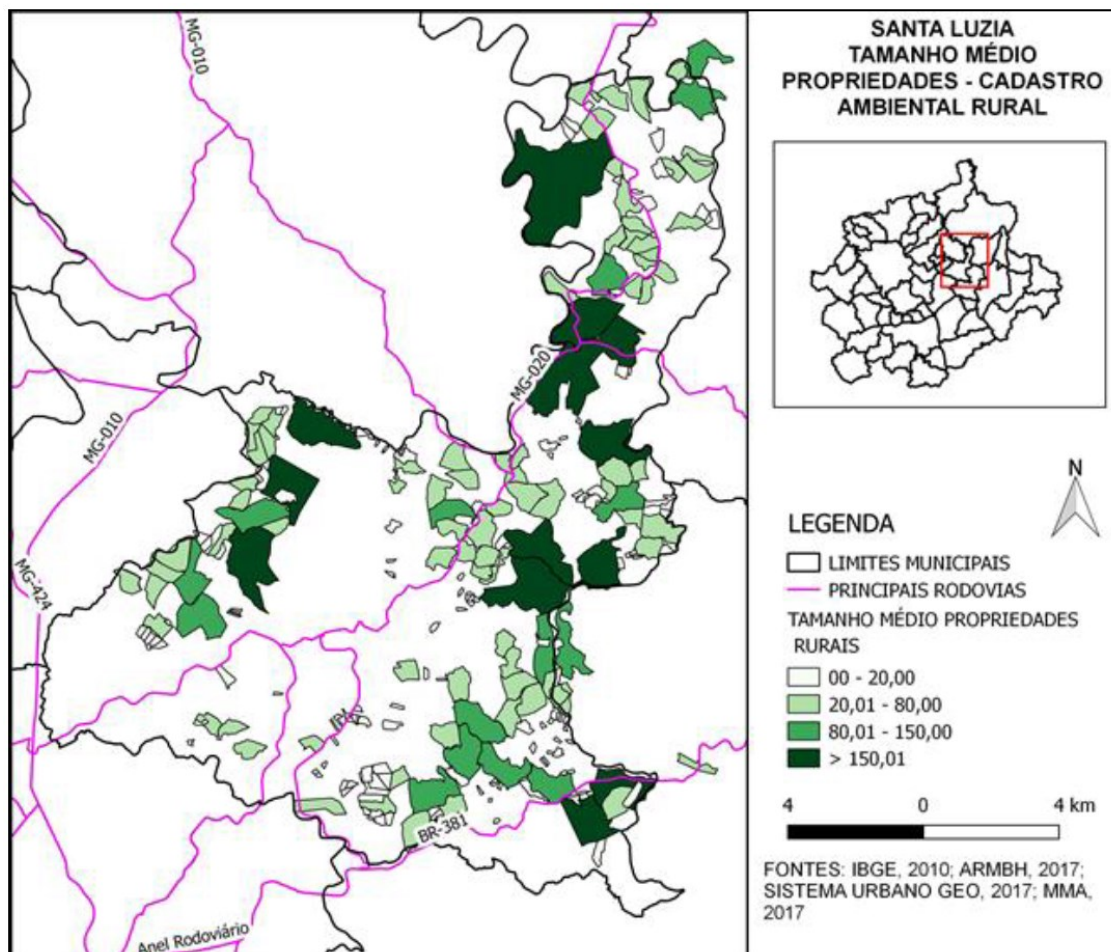 SANTA LUZIA
TAMANHO MÉDIO
PROPRIEDADES - CADASTRO
AMBIENTAL RURAL
MG-010
MG-020
MG-010
MG-424
BR-381
Anel Rodoviário
N
LEGENDA
LIMITES MUNICIPAIS
PRINCIPAIS RODOVIAS
TAMANHO MÉDIO PROPRIEDADES
RURAIS
00 - 20,00
20,01 - 80,00
80,01 - 150,00
> 150,01
4 0 4 km
FONTES: IBGE, 2010; ARMBH, 2017;
SISTEMA URBANO GEO, 2017; MMA,
2017